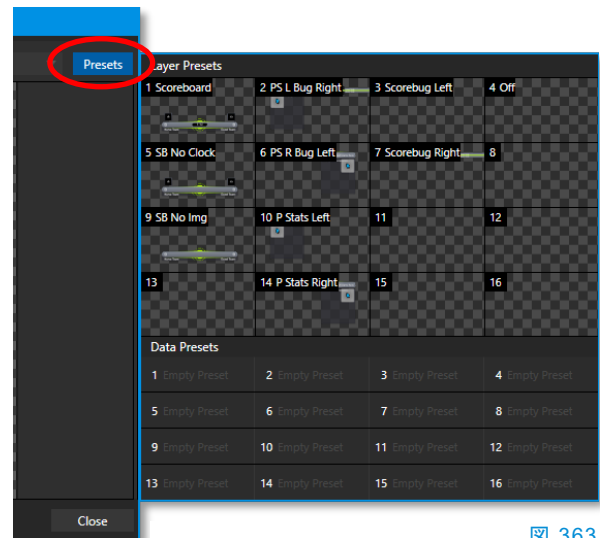 Presets
Layer Presets
1 Scoreboard
2 PS L Bug Right
3 Scorebug Left
4 Off
5 SB No Clock
6 PS R Bug Left
7 Scorebug Right
8
9 SB No Img
10 P Stats Left
11
12
13
14 P Stats Right
15
16
Data Presets
1 Empty Preset
2 Empty Preset
3 Empty Preset
4 Empty Preset
5 Empty Preset
6 Empty Preset
7 Empty Preset
8 Empty Preset
9 Empty Preset
10 Empty Preset
11 Empty Preset
12 Empty Preset
13 Empty Preset
14 Empty Preset
15 Empty Preset
16 Empty Preset
Close
図 363